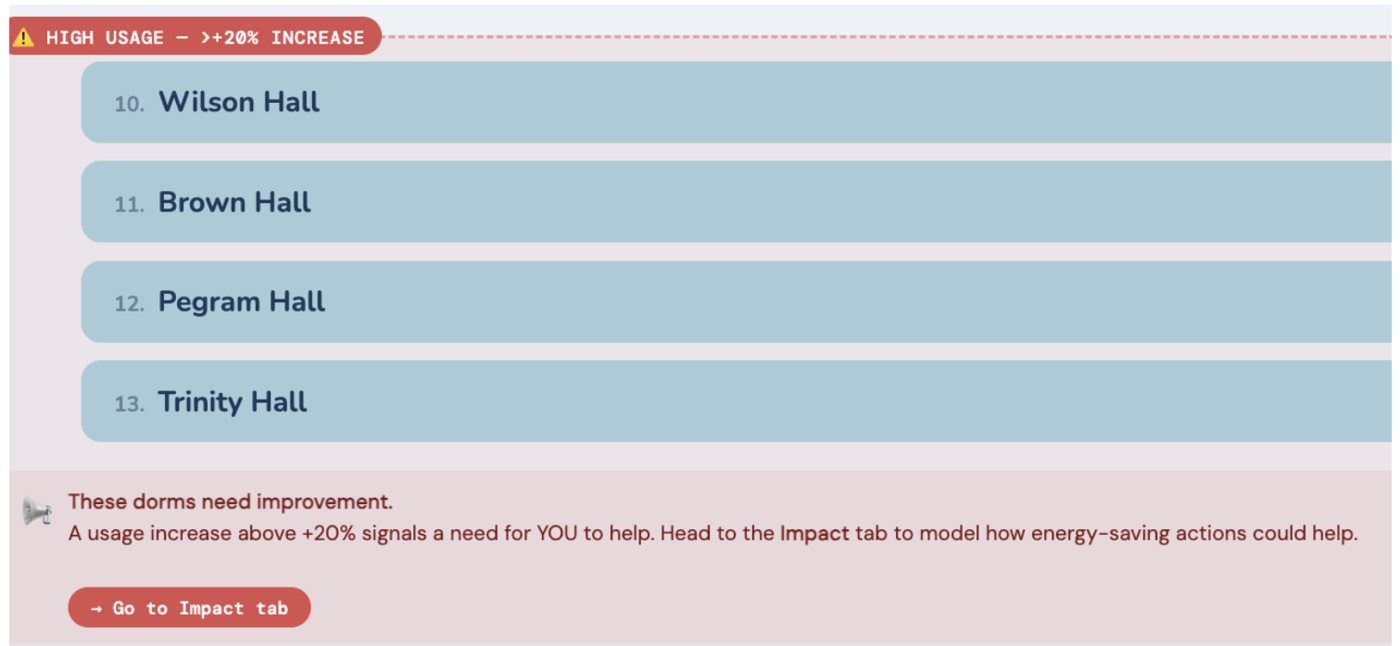 ⚠️ HIGH USAGE — >+20% INCREASE
10. Wilson Hall
11. Brown Hall
12. Pegram Hall
13. Trinity Hall
These dorms need improvement.
A usage increase above +20% signals a need for YOU to help. Head to the Impact tab to model how energy-saving actions could help.
→ Go to Impact tab